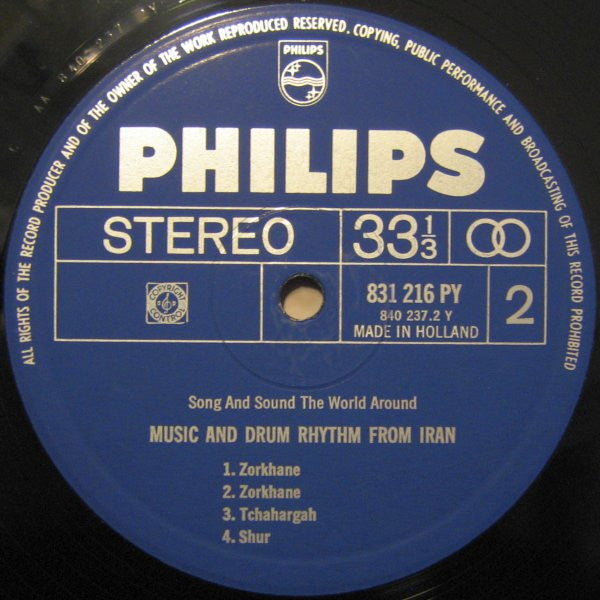 ALL RIGHTS OF THE RECORD PRODUCER AND OF THE OWNER OF THE WORK REPRODUCED RESERVED. COPYING, PUBLIC PERFORMANCE AND BROADCASTING OF THIS RECORD PROHIBITED
PHILIPS
PHILIPS
STEREO
33 1/3
COPYRIGHT
CONTROL
831 216 PY
840 237.2 Y
MADE IN HOLLAND
2
Song And Sound The World Around
MUSIC AND DRUM RHYTHM FROM IRAN
1. Zorkhane
2. Zorkhane
3. Tchahargah
4. Shur